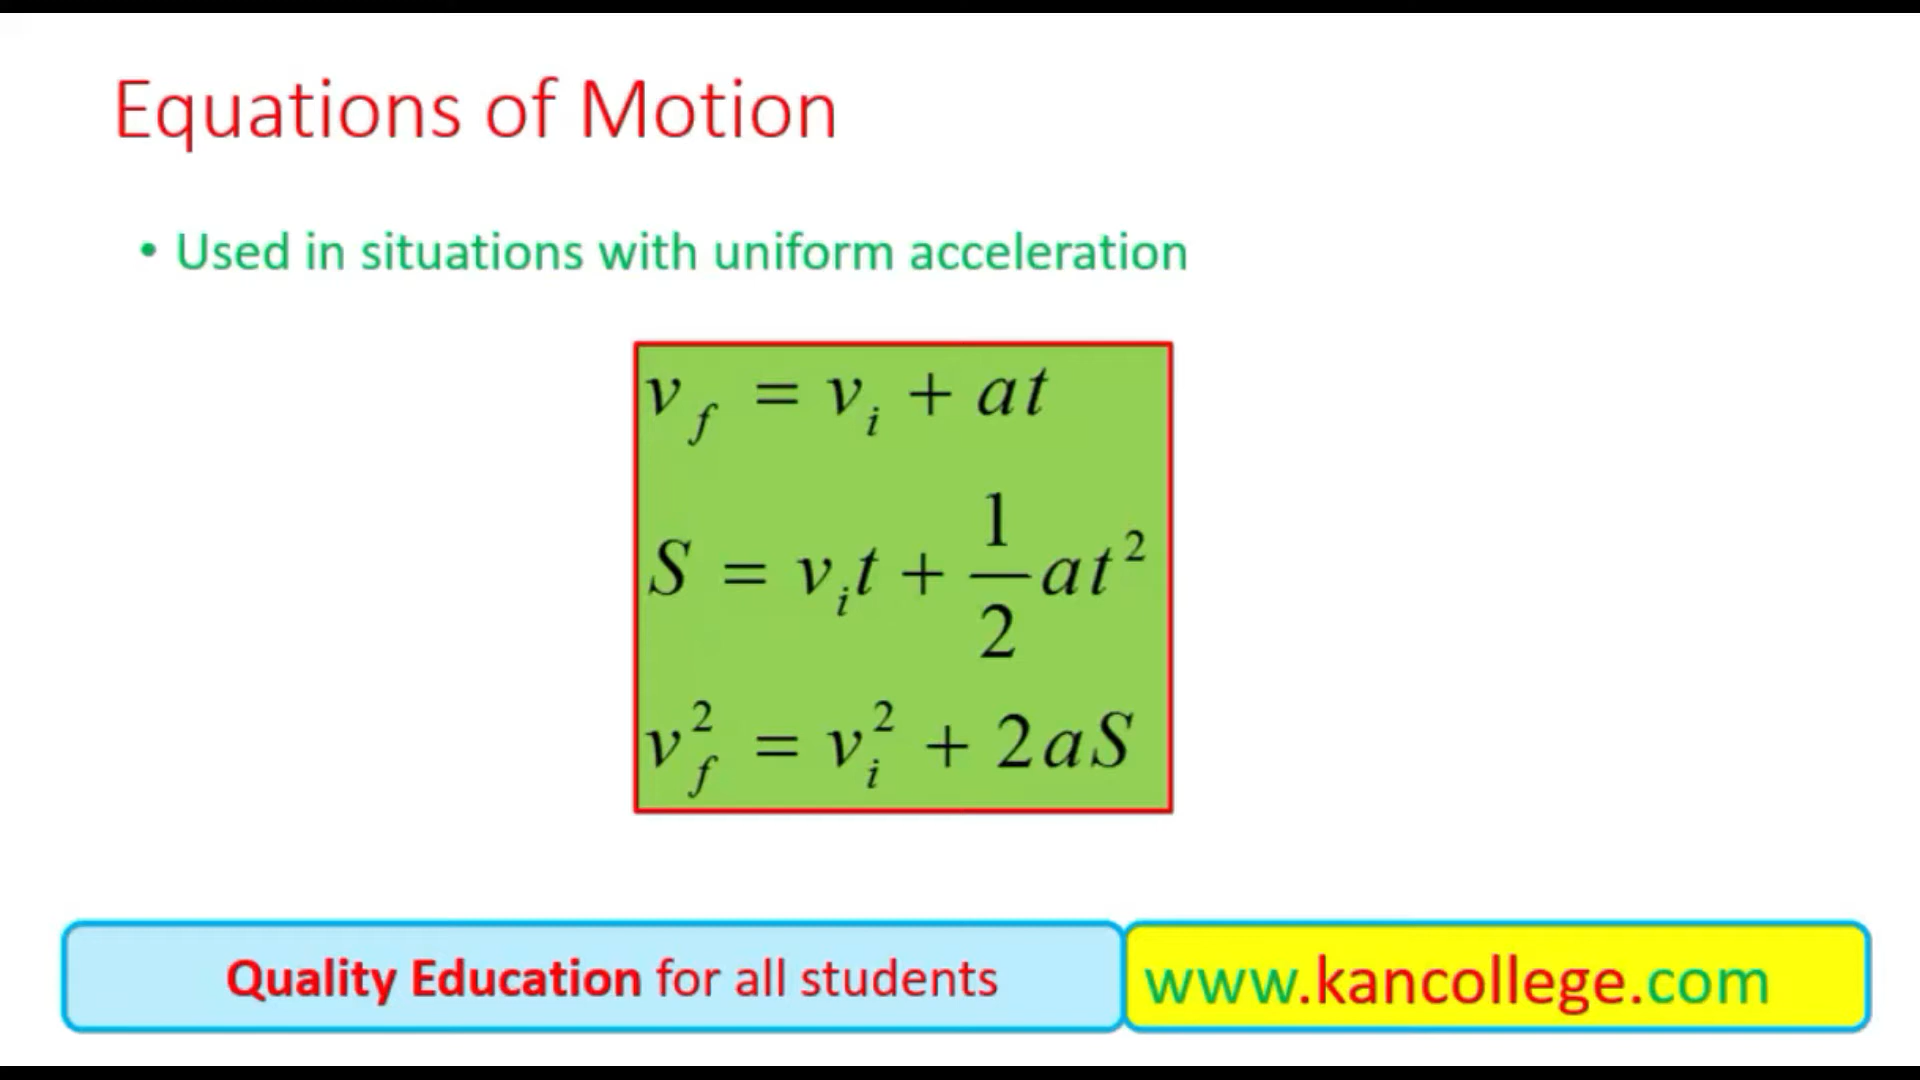 Equations of Motion
• Used in situations with uniform acceleration
v_f = v_i + at
S = v_i t + \frac{1}{2} at^2
v_f^2 = v_i^2 + 2aS
Quality Education for all students
www.kancollege.com